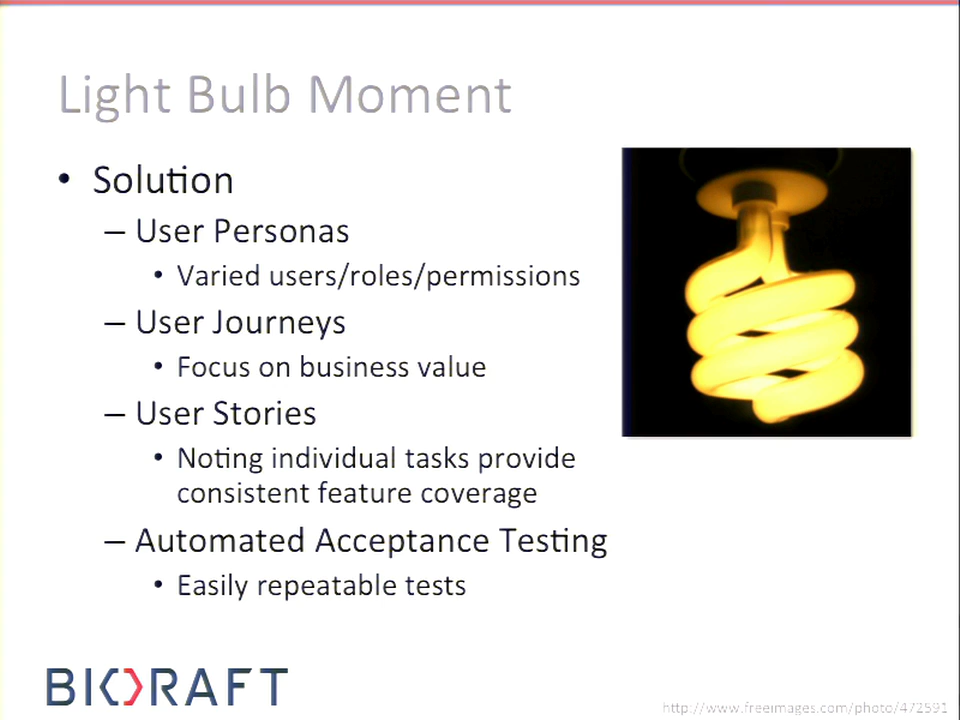 Light Bulb Moment
• Solution
– User Personas
• Varied users/roles/permissions
– User Journeys
• Focus on business value
– User Stories
• Noting individual tasks provide
consistent feature coverage
– Automated Acceptance Testing
• Easily repeatable tests
BIORAFT
http://www.freeimages.com/photo/472591